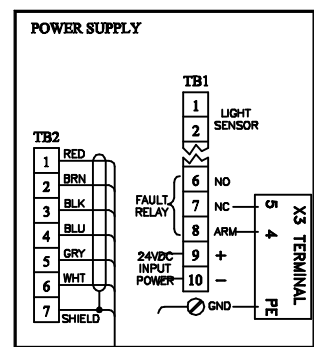 POWER SUPPLY
TB1
1
2
LIGHT
SENSOR
TB2
1 RED
2 BRN
3 BLK
4 BLU
5 GRY
6 WHT
7 SHIELD
FAULT
RELAY
6 NO
7 NC
8 ARM
24VDC
INPUT
POWER
9 +
10 -
GND
5
4
PE
X3 TERMINAL